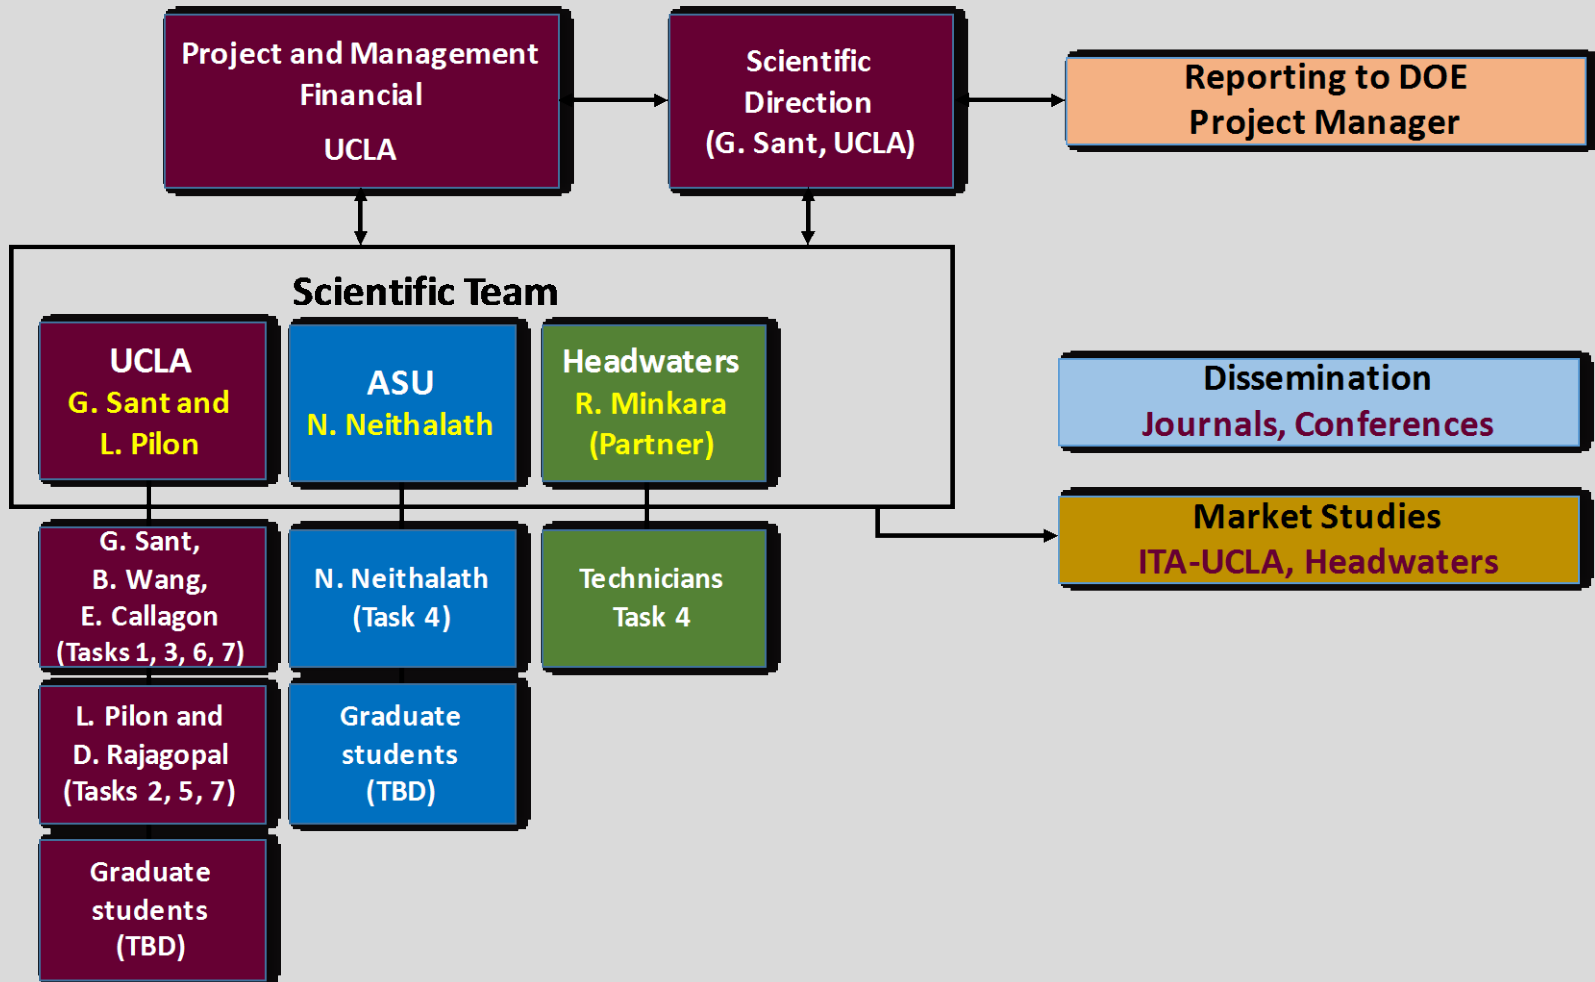 Project and Management
Financial
UCLA
Scientific
Direction
(G. Sant, UCLA)
Reporting to DOE
Project Manager
Scientific Team
UCLA
G. Sant and
L. Pilon
ASU
N. Neithalath
Headwaters
R. Minkara
(Partner)
Dissemination
Journals, Conferences
Market Studies
ITA-UCLA, Headwaters
G. Sant,
B. Wang,
E. Callagon
(Tasks 1, 3, 6, 7)
N. Neithalath
(Task 4)
Technicians
Task 4
L. Pilon and
D. Rajagopal
(Tasks 2, 5, 7)
Graduate
students
(TBD)
Graduate
students
(TBD)